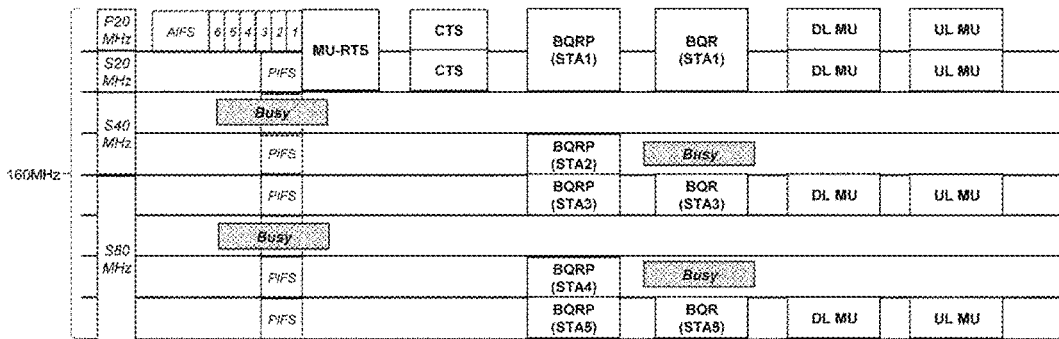 P20 MHz AIFS 6 5 4 3 2 1 MU-RTS CTS BQRP (STA1) BQR (STA1) DL MU UL MU
S20 MHz PIFS CTS DL MU UL MU
S40 MHz Busy
PIFS BQRP (STA2) Busy
160MHz
PIFS BQRP (STA3) BQR (STA3) DL MU UL MU
S80 MHz Busy
PIFS BQRP (STA4) Busy
PIFS BQRP (STA5) BQR (STA5) DL MU UL MU